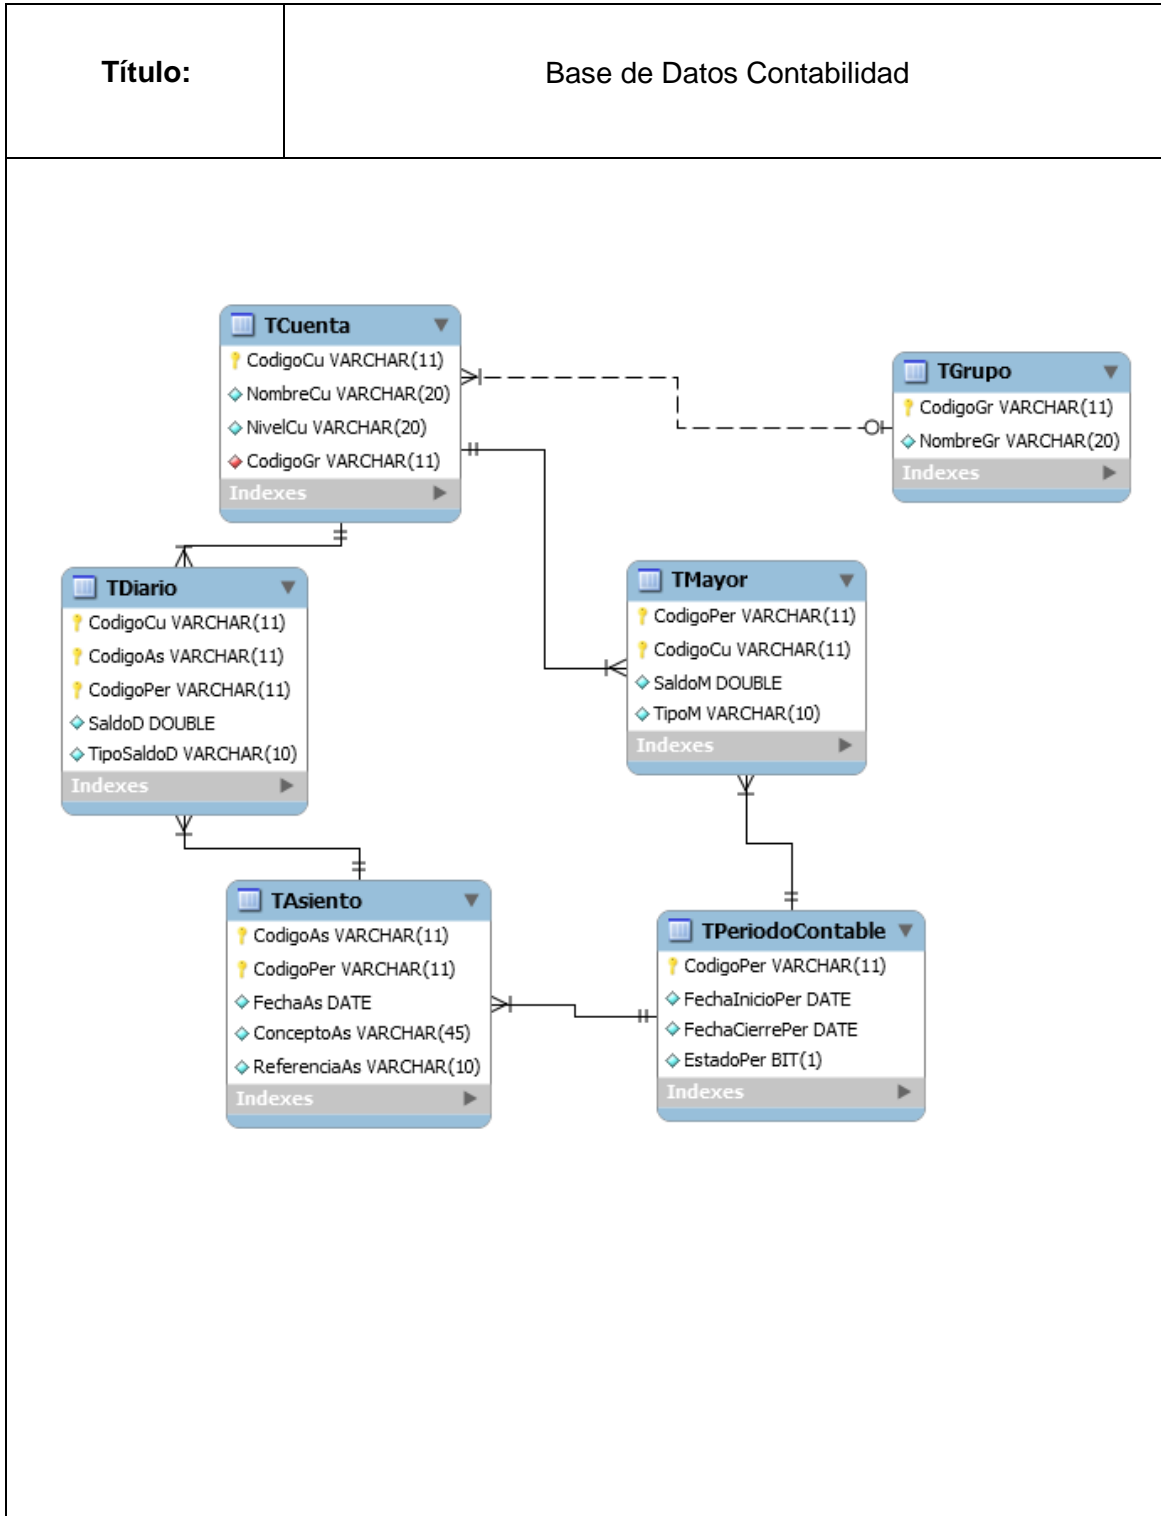 Título:
Base de Datos Contabilidad
TCuenta
CodigoCu VARCHAR(11)
NombreCu VARCHAR(20)
NivelCu VARCHAR(20)
CodigoGr VARCHAR(11)
Indexes
TGrupo
CodigoGr VARCHAR(11)
NombreGr VARCHAR(20)
Indexes
TDiario
CodigoCu VARCHAR(11)
CodigoAs VARCHAR(11)
CodigoPer VARCHAR(11)
SaldoD DOUBLE
TipoSaldoD VARCHAR(10)
Indexes
TMayor
CodigoPer VARCHAR(11)
CodigoCu VARCHAR(11)
SaldoM DOUBLE
TipoM VARCHAR(10)
Indexes
TAsiento
CodigoAs VARCHAR(11)
CodigoPer VARCHAR(11)
FechaAs DATE
ConceptoAs VARCHAR(45)
ReferenciaAs VARCHAR(10)
Indexes
TPeriodoContable
CodigoPer VARCHAR(11)
FechaInicioPer DATE
FechaCierrePer DATE
EstadoPer BIT(1)
Indexes